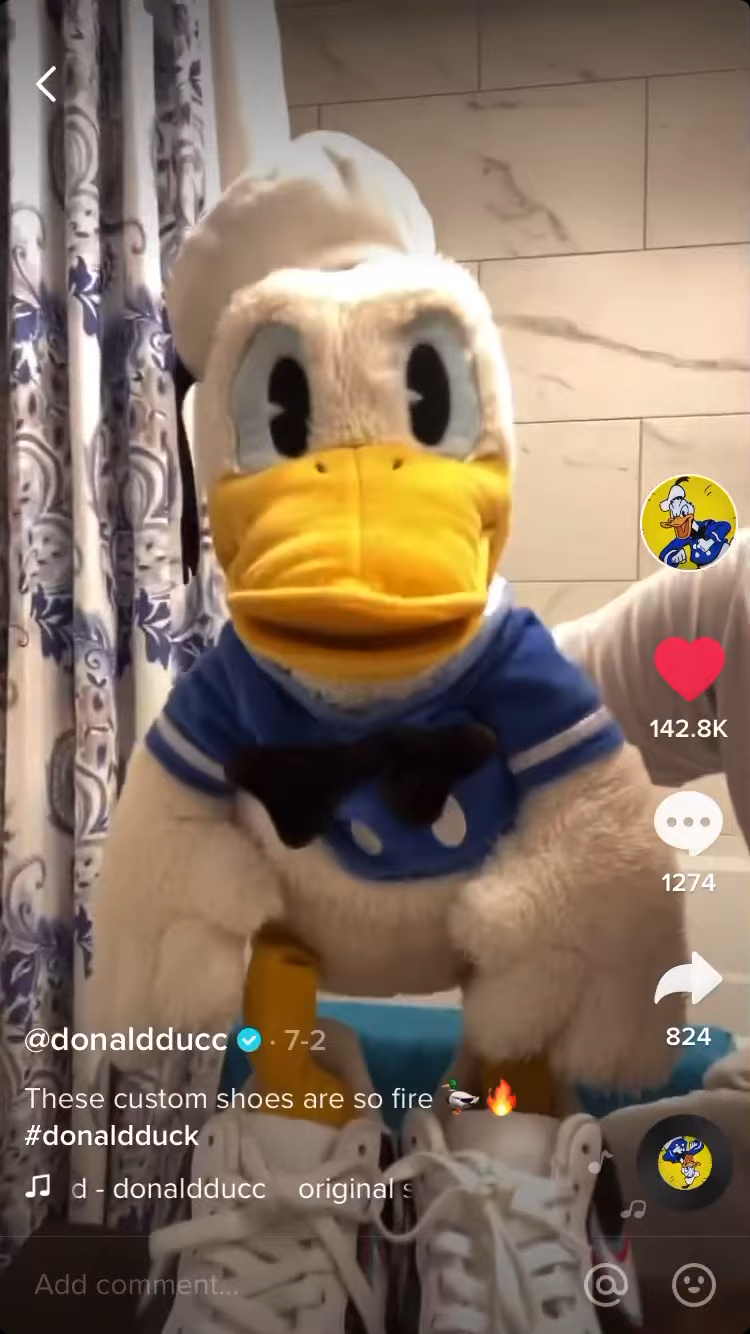 142.8K
1274
824
@donaldducc · 7-2
These custom shoes are so fire 🦆🔥
#donaldduck
d - donaldducc original s
Add comment...